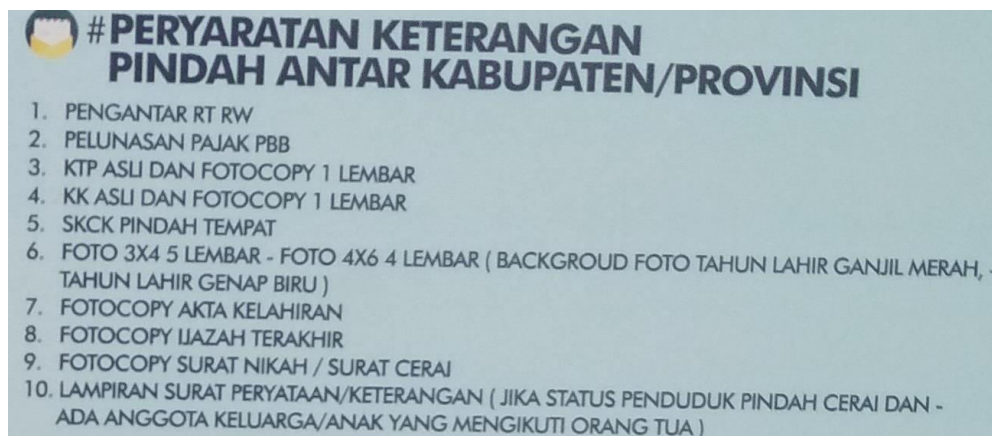 #PERYARATAN KETERANGAN
PINDAH ANTAR KABUPATEN/PROVINSI
1. PENGANTAR RT RW
2. PELUNASAN PAJAK PBB
3. KTP ASLI DAN FOTOCOPY 1 LEMBAR
4. KK ASLI DAN FOTOCOPY 1 LEMBAR
5. SKCK PINDAH TEMPAT
6. FOTO 3X4 5 LEMBAR - FOTO 4X6 4 LEMBAR ( BACKGROUD FOTO TAHUN LAHIR GANJIL MERAH, -
TAHUN LAHIR GENAP BIRU )
7. FOTOCOPY AKTA KELAHIRAN
8. FOTOCOPY IJAZAH TERAKHIR
9. FOTOCOPY SURAT NIKAH / SURAT CERAI
10. LAMPIRAN SURAT PERYATAAN/KETERANGAN ( JIKA STATUS PENDUDUK PINDAH CERAI DAN -
ADA ANGGOTA KELUARGA/ANAK YANG MENGIKUTI ORANG TUA )